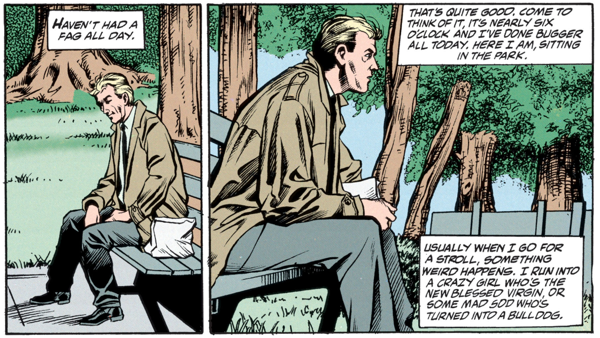 HAVEN'T HAD A
FAG ALL DAY.
THAT'S QUITE GOOD. COME TO
THINK OF IT, IT'S NEARLY SIX
O'CLOCK AND I'VE DONE BUGGER
ALL TODAY. HERE I AM, SITTING
IN THE PARK.
USUALLY WHEN I GO FOR
A STROLL, SOMETHING
WEIRD HAPPENS. I RUN INTO
A CRAZY GIRL WHO'S THE
NEW BLESSED VIRGIN, OR
SOME MAD SOD WHO'S
TURNED INTO A BULLDOG.